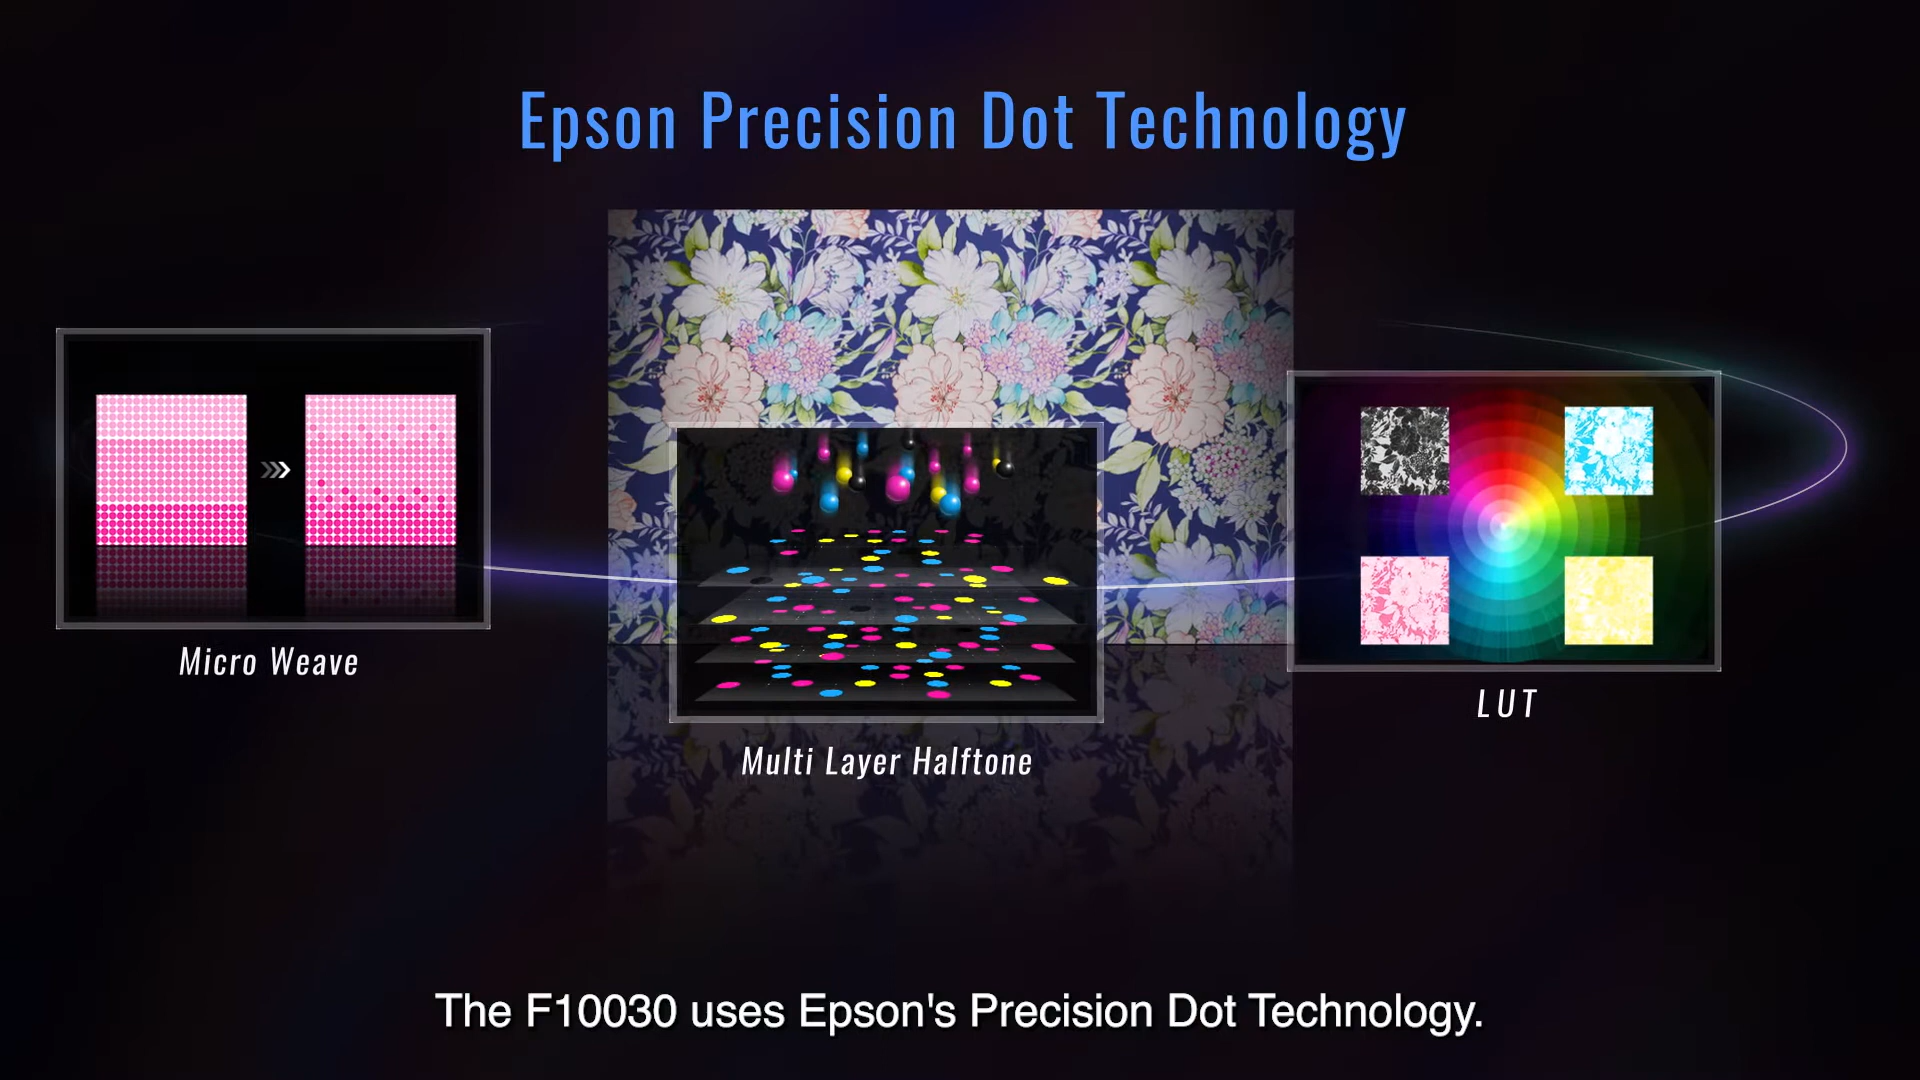 Epson Precision Dot Technology
Micro Weave
Multi Layer Halftone
LUT
The F10030 uses Epson's Precision Dot Technology.